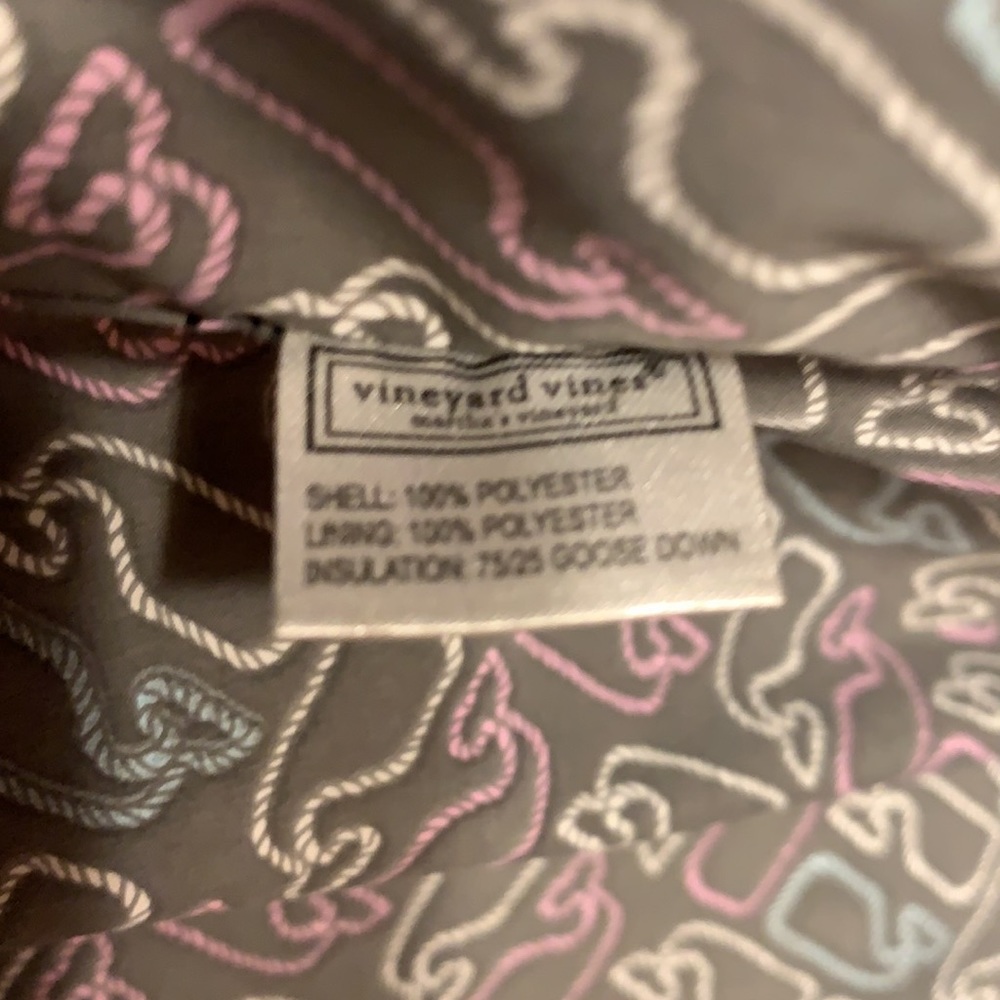 vineyard vines®
martha's vineyard
SHELL: 100% POLYESTER
LINING: 100% POLYESTER
INSULATION: 75/25 GOOSE DOWN